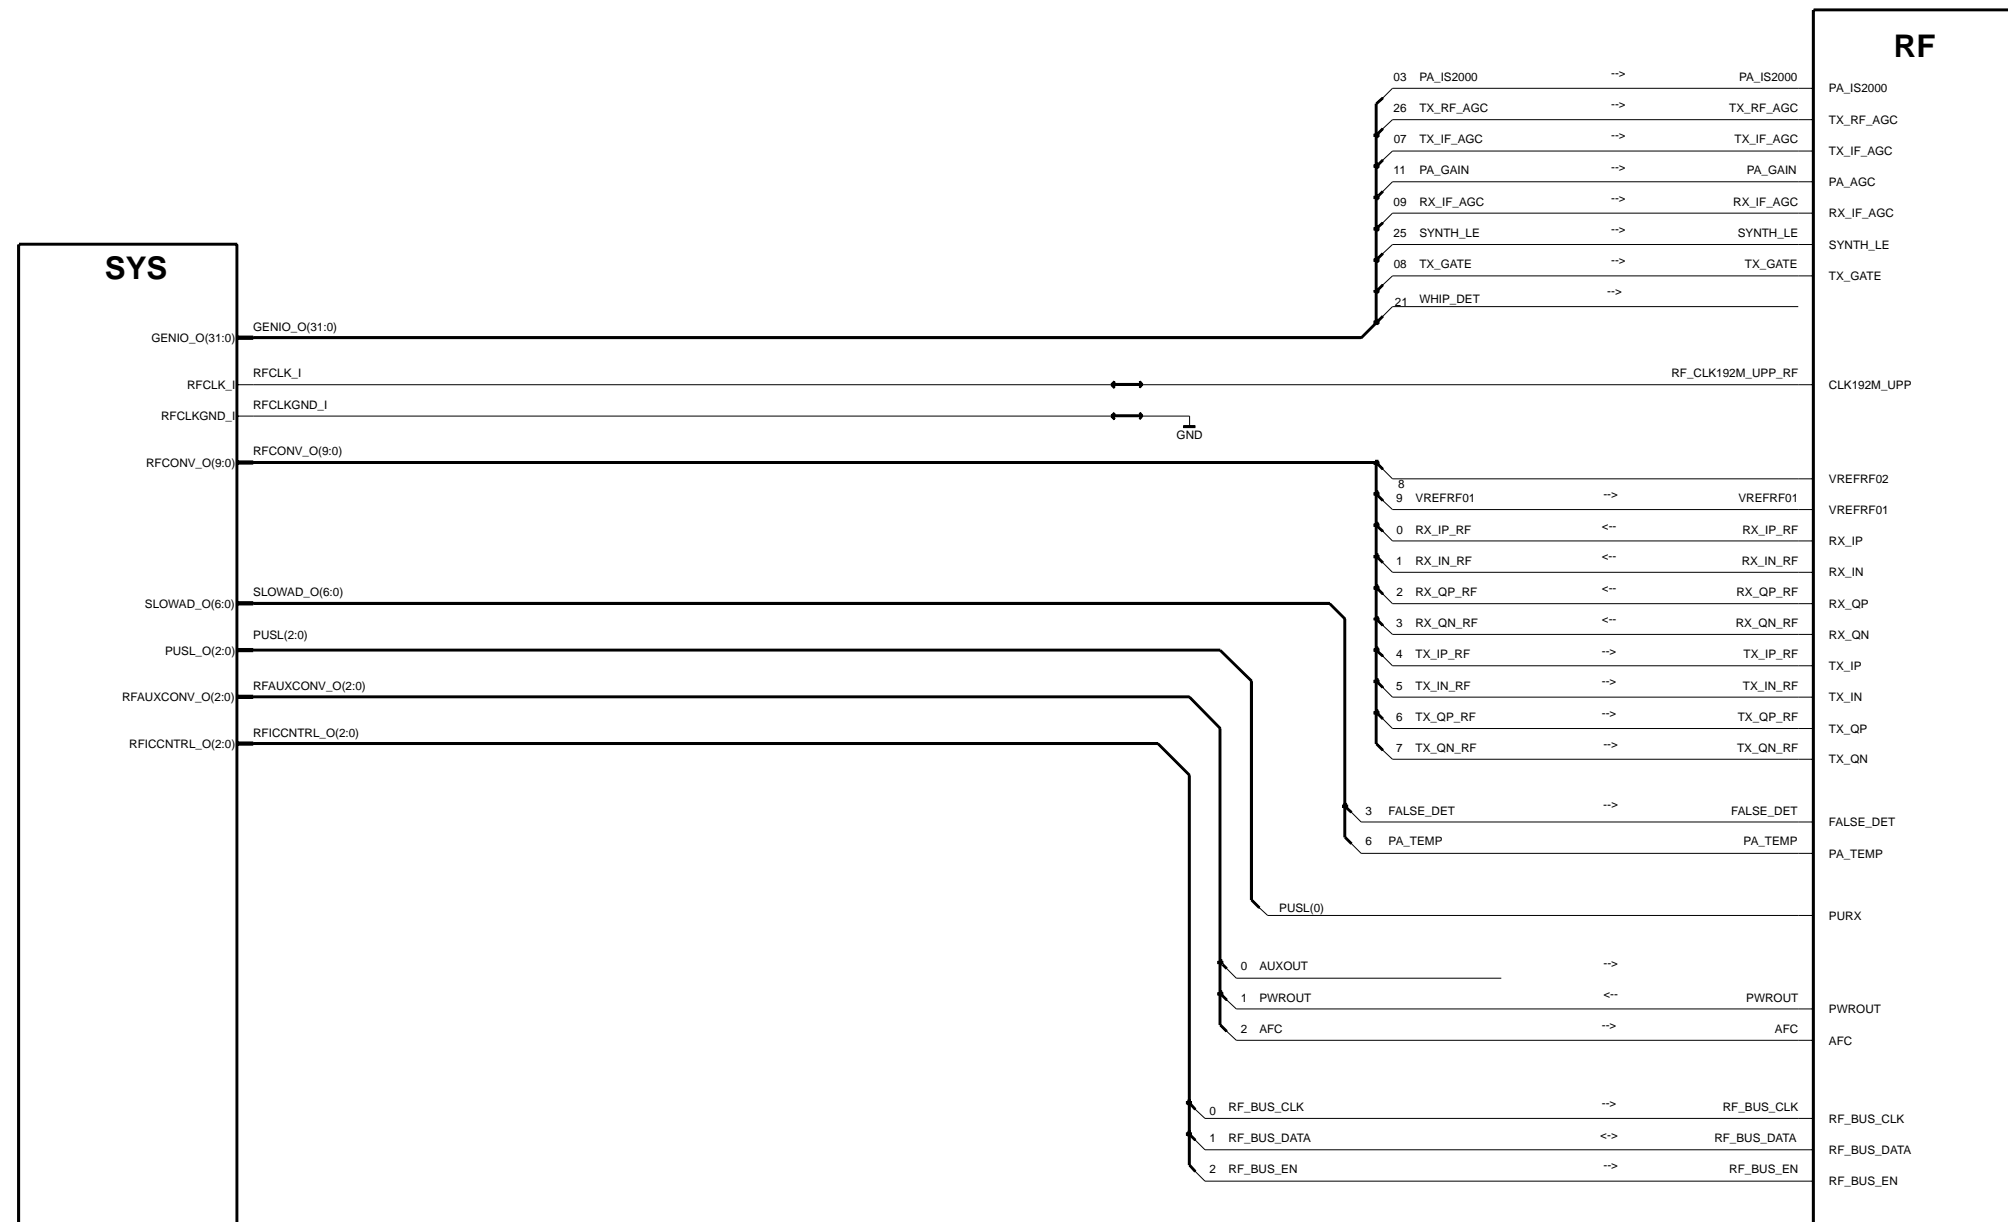 RF
03 PA_IS2000 --> PA_IS2000
PA_IS2000
26 TX_RF_AGC --> TX_RF_AGC
TX_RF_AGC
07 TX_IF_AGC --> TX_IF_AGC
TX_IF_AGC
11 PA_GAIN --> PA_GAIN
PA_AGC
09 RX_IF_AGC --> RX_IF_AGC
RX_IF_AGC
25 SYNTH_LE --> SYNTH_LE
SYNTH_LE
08 TX_GATE --> TX_GATE
TX_GATE
21 WHIP_DET -->
SYS
GENIO_O(31:0) GENIO_O(31:0)
RFCLK_I RFCLK_I RF_CLK192M_UPP_RF CLK192M_UPP
RFCLKGND_I RFCLKGND_I
GND
RFCONV_O(9:0) RFCONV_O(9:0)
8 VREFRF02
9 VREFRF01 --> VREFRF01
VREFRF01
0 RX_IP_RF <-- RX_IP_RF
RX_IP
1 RX_IN_RF <-- RX_IN_RF
RX_IN
SLOWAD_O(6:0) SLOWAD_O(6:0)
2 RX_QP_RF <-- RX_QP_RF
RX_QP
3 RX_QN_RF <-- RX_QN_RF
RX_QN
PUSL_O(2:0) PUSL(2:0)
4 TX_IP_RF --> TX_IP_RF
TX_IP
RFAUXCONV_O(2:0) RFAUXCONV_O(2:0)
5 TX_IN_RF --> TX_IN_RF
TX_IN
6 TX_QP_RF --> TX_QP_RF
TX_QP
RFICCNTRL_O(2:0) RFICCNTRL_O(2:0)
7 TX_QN_RF --> TX_QN_RF
TX_QN
3 FALSE_DET --> FALSE_DET
FALSE_DET
6 PA_TEMP PA_TEMP
PA_TEMP
PUSL(0) PURX
0 AUXOUT -->
1 PWROUT <-- PWROUT
PWROUT
2 AFC --> AFC
AFC
0 RF_BUS_CLK --> RF_BUS_CLK
RF_BUS_CLK
1 RF_BUS_DATA <-> RF_BUS_DATA
RF_BUS_DATA
2 RF_BUS_EN --> RF_BUS_EN
RF_BUS_EN